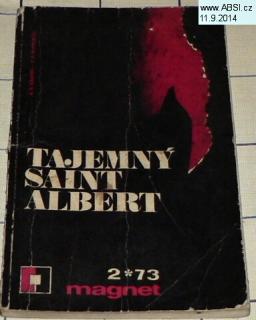 www.ABSI.cz
11.9.2014
TAJEMNÝ
SAINT
ALBERT
2*73
magnet